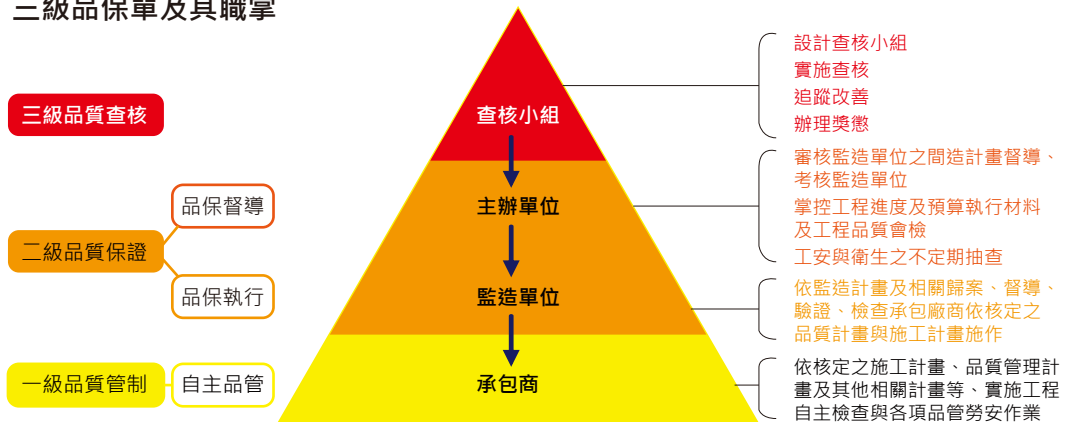 三級品保單及其職掌
三級品質查核
查核小組
設計查核小組
實施查核
追蹤改善
辦理獎懲
二級品質保證
品保督導
品保執行
主辦單位
審核監造單位之間造計畫督導、
考核監造單位
掌控工程進度及預算執行材料
及工程品質會檢
工安與衛生之不定期抽查
監造單位
依監造計畫及相關歸案、督導、
驗證、檢查承包廠商依核定之
品質計畫與施工計畫施作
一級品質管制
自主品管
承包商
依核定之施工計畫、品質管理計
畫及其他相關計畫等、實施工程
自主檢查與各項品管勞安作業